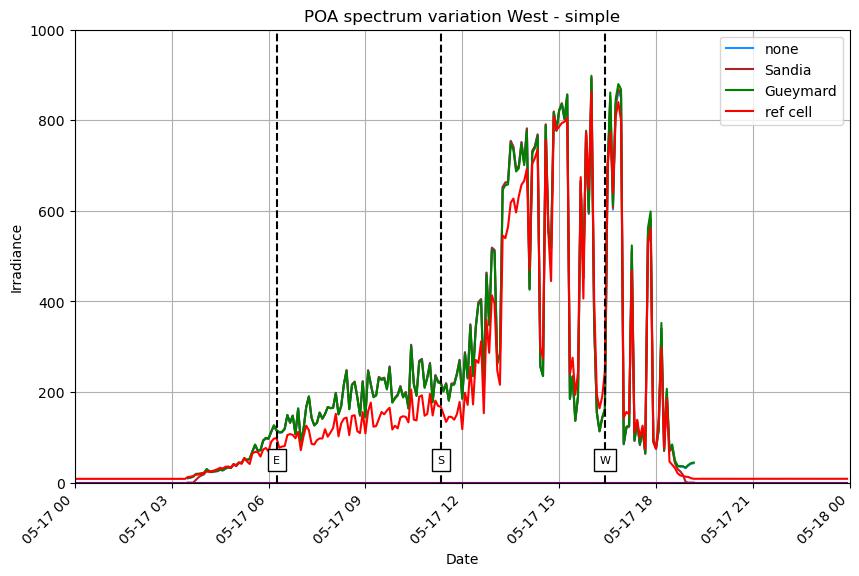 POA spectrum variation West - simple
1000
800
600
400
200
0
Irradiance
none
Sandia
Gueymard
ref cell
E
S
W
05-17 00
05-17 03
05-17 06
05-17 09
05-17 12
05-17 15
05-17 18
05-17 21
05-18 00
Date